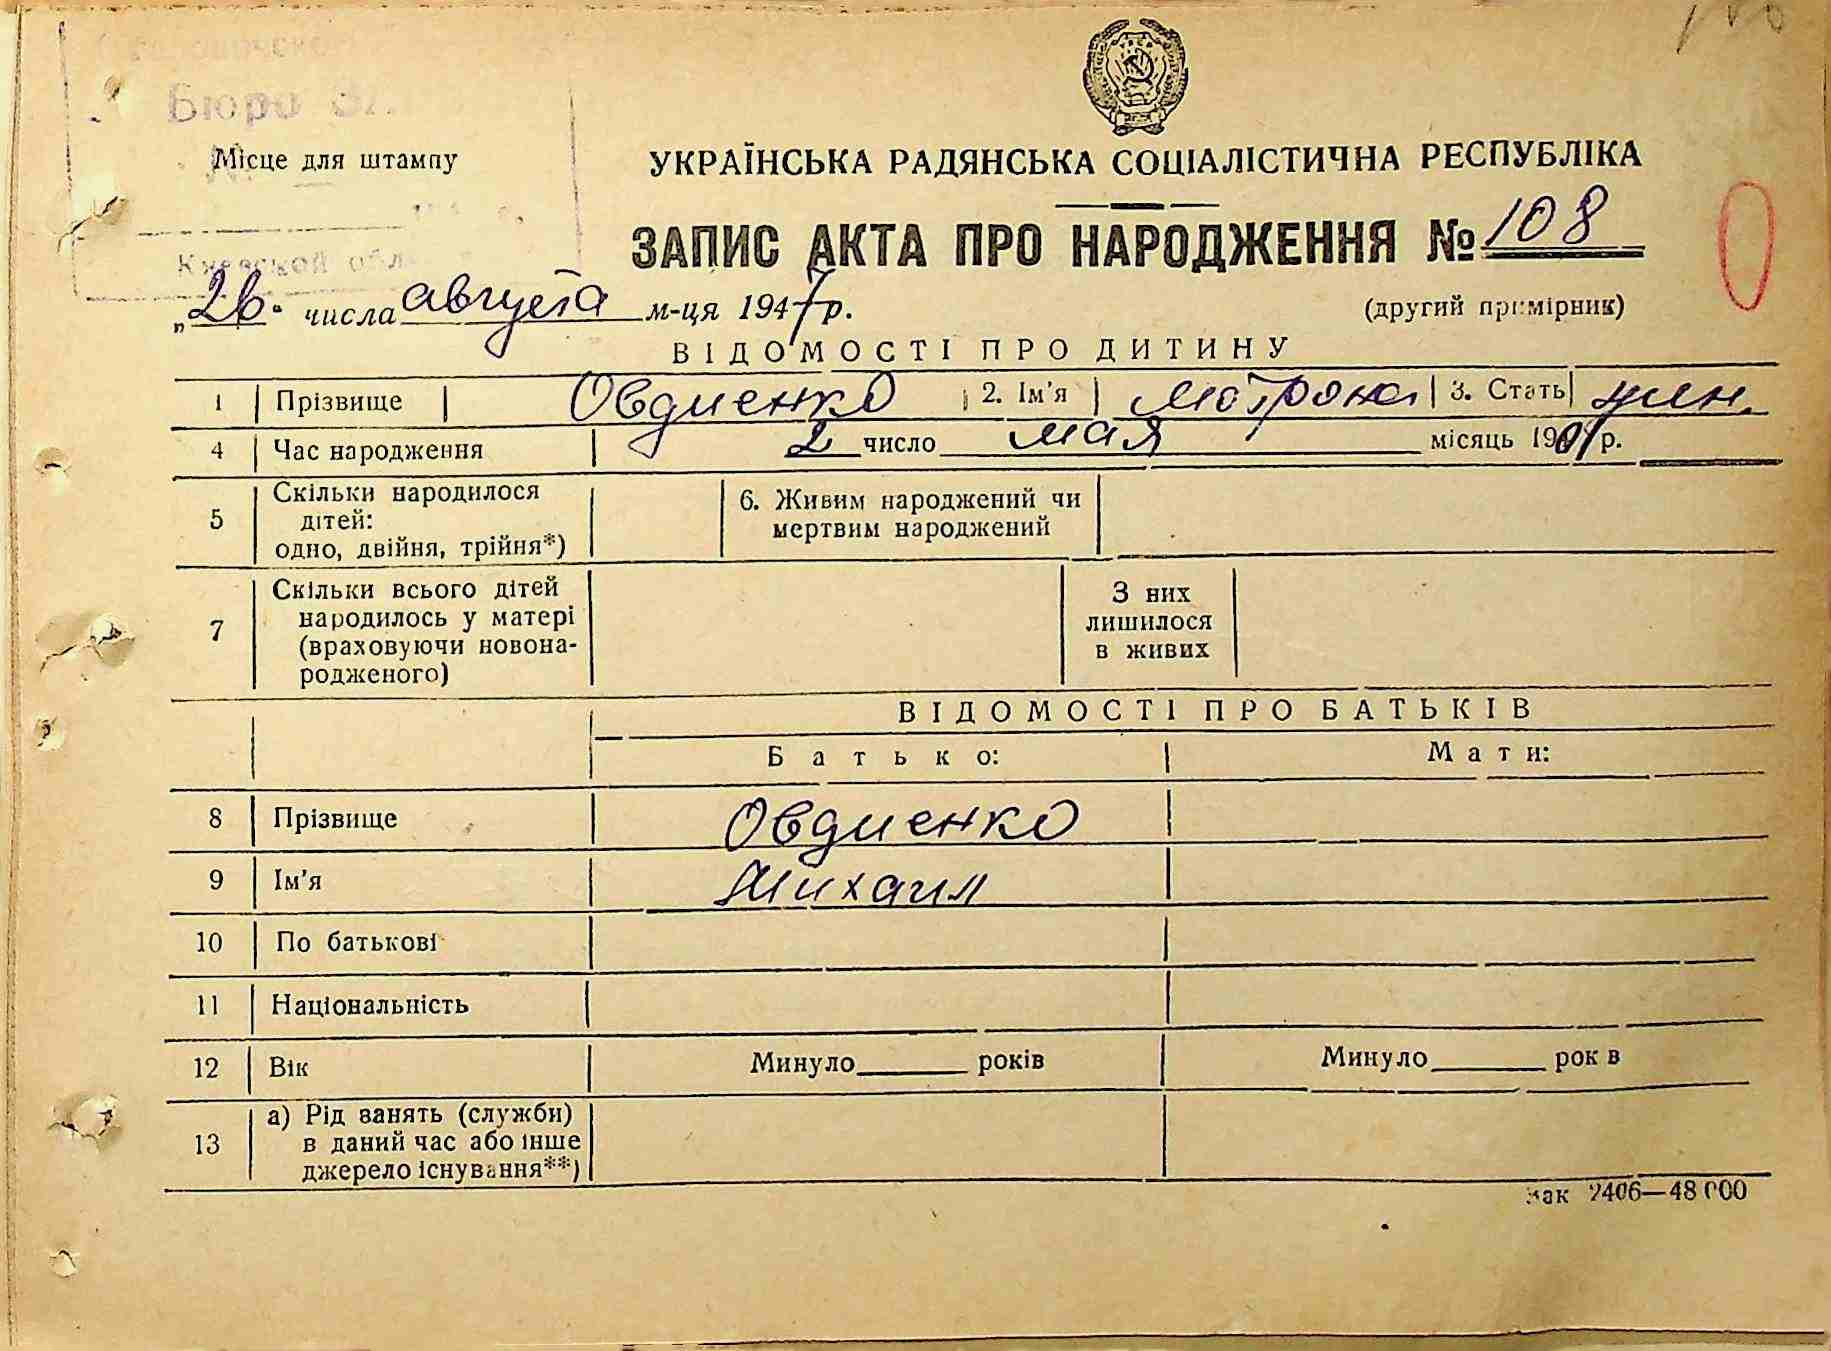 Бюро
Місце для штампу
Киевской обл.
УКРАЇНСЬКА РАДЯНСЬКА СОЦІАЛІСТИЧНА РЕСПУБЛІКА
ЗАПИС АКТА ПРО НАРОДЖЕННЯ № 108
„26“ числа августа м-ця 1947 р.
(другий примірник)
ВІДОМОСТІ ПРО ДИТИНУ
1 Прізвище Овдиенко 2. Ім'я Мотрона 3. Стать жен.
4 Час народження 2 число мая місяць 1901 р.
5 Скільки народилося дітей: одно, двійня, трійня*)
6. Живим народжений чи мертвим народжений
7 Скільки всього дітей народилось у матері (враховуючи новонародженого)
З них лишилося в живих
ВІДОМОСТІ ПРО БАТЬКІВ
Батько: Мати:
8 Прізвище Овдиенко
9 Ім'я Михаил
10 По батькові
11 Національність
12 Вік Минуло років Минуло рок в
13 а) Рід занять (служби) в даний час або інше джерело існування**)
зак 2406—48 000